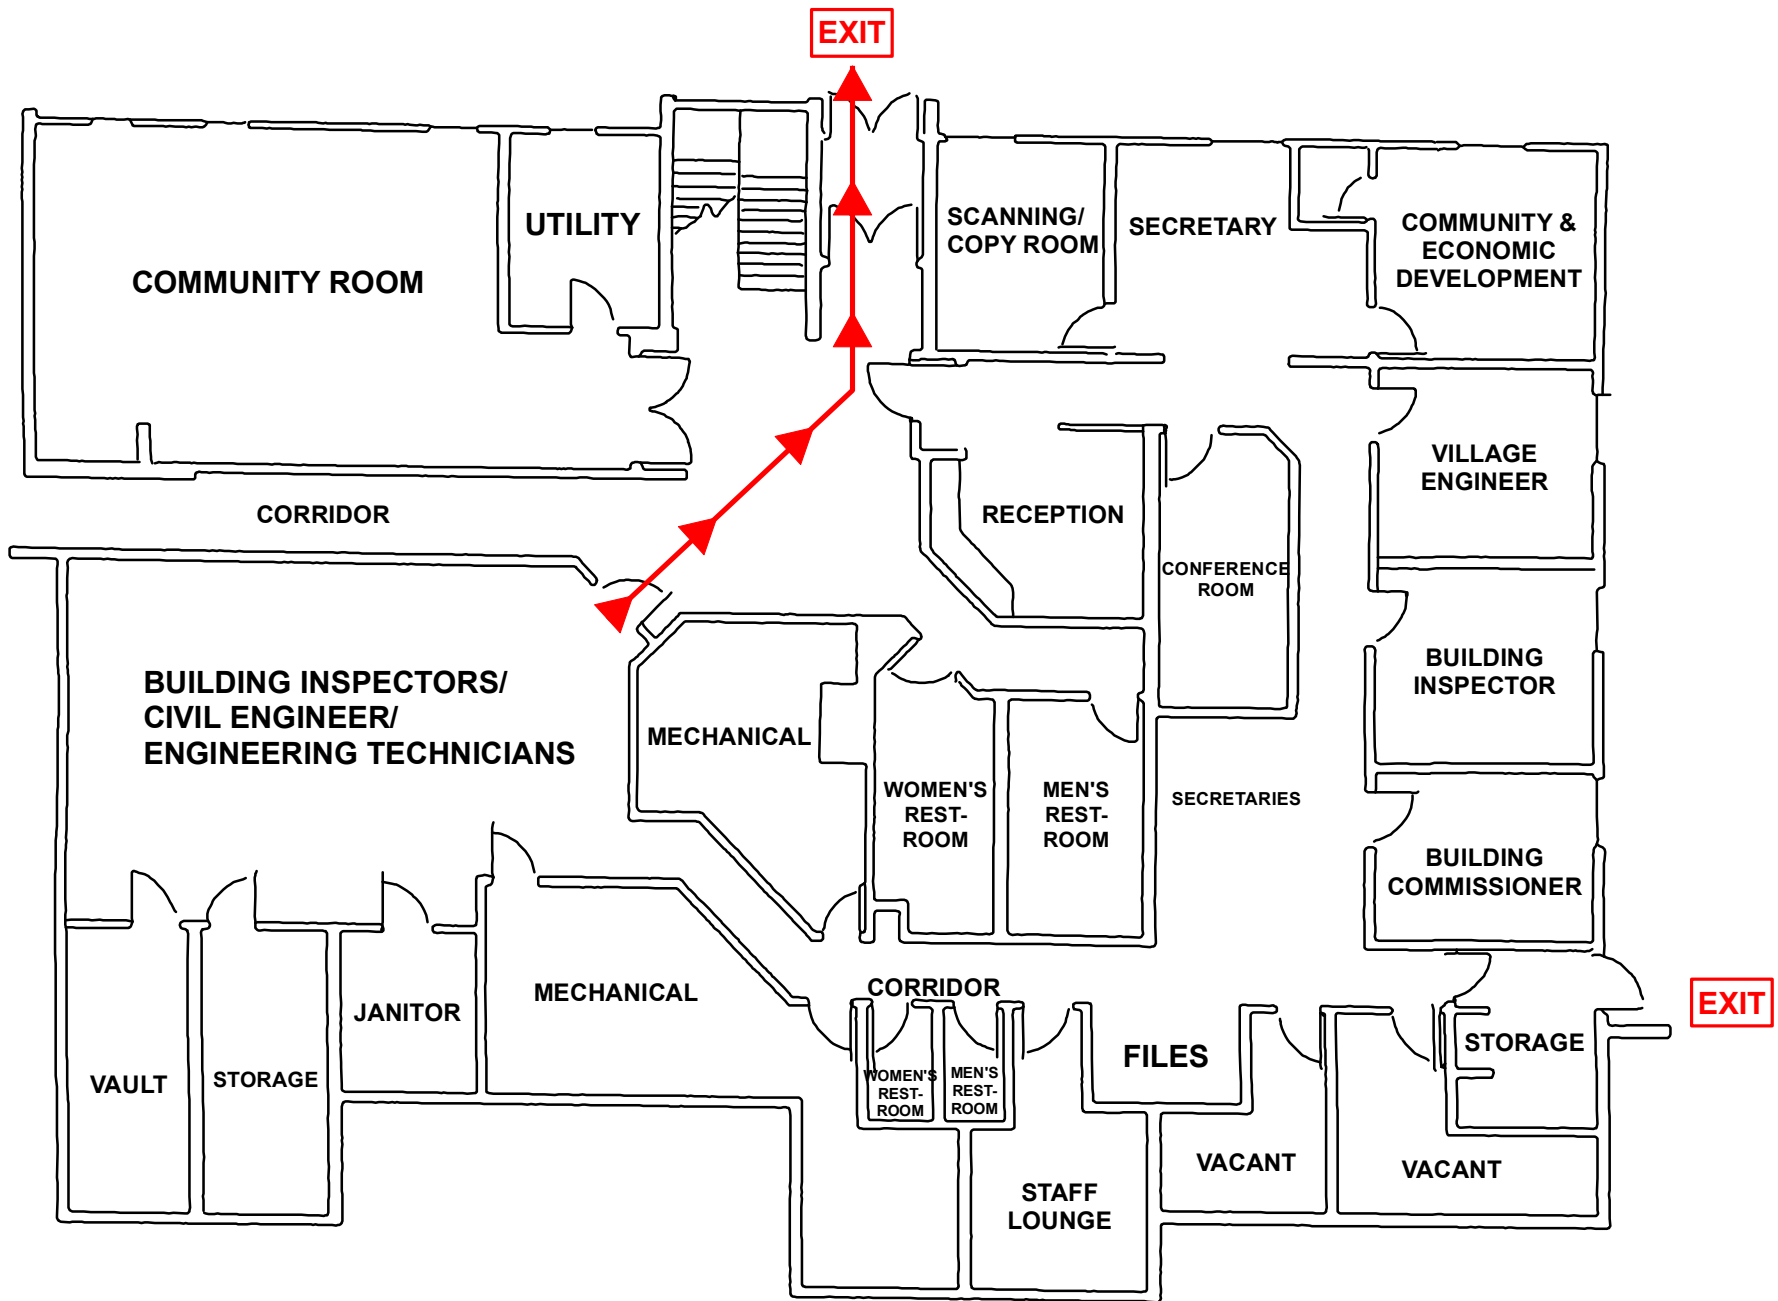 EXIT
COMMUNITY ROOM
UTILITY
SCANNING/
COPY ROOM
SECRETARY
COMMUNITY &
ECONOMIC
DEVELOPMENT
CORRIDOR
RECEPTION
CONFERENCE
ROOM
VILLAGE
ENGINEER
BUILDING INSPECTORS/
CIVIL ENGINEER/
ENGINEERING TECHNICIANS
MECHANICAL
WOMEN'S
REST-
ROOM
MEN'S
REST-
ROOM
SECRETARIES
BUILDING
INSPECTOR
BUILDING
COMMISSIONER
VAULT
STORAGE
JANITOR
MECHANICAL
CORRIDOR
WOMEN'S
REST-
ROOM
MEN'S
REST-
ROOM
FILES
STORAGE
EXIT
STAFF
LOUNGE
VACANT
VACANT